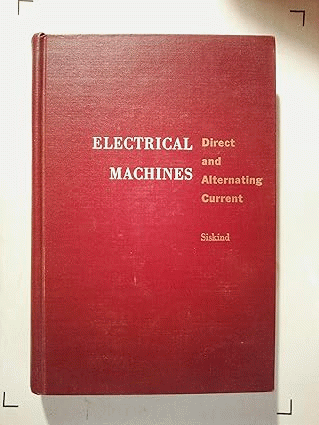 ELECTRICAL Direct
and
MACHINES Alternating
Current
Siskind